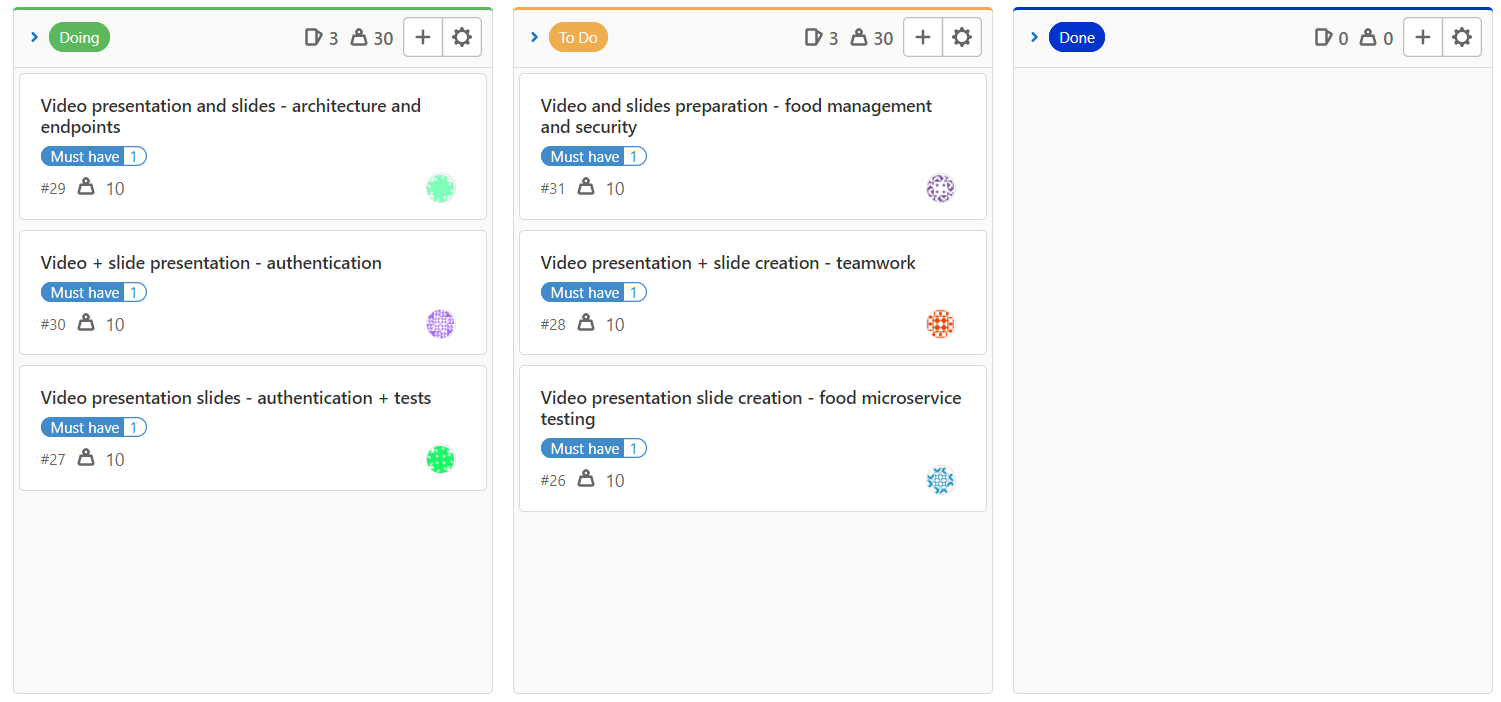 Doing 3 30
Video presentation and slides - architecture and
endpoints
Must have 1
#29 10
Video + slide presentation - authentication
Must have 1
#30 10
Video presentation slides - authentication + tests
Must have 1
#27 10
To Do 3 30
Video and slides preparation - food management
and security
Must have 1
#31 10
Video presentation + slide creation - teamwork
Must have 1
#28 10
Video presentation slide creation - food microservice
testing
Must have 1
#26 10
Done 0 0